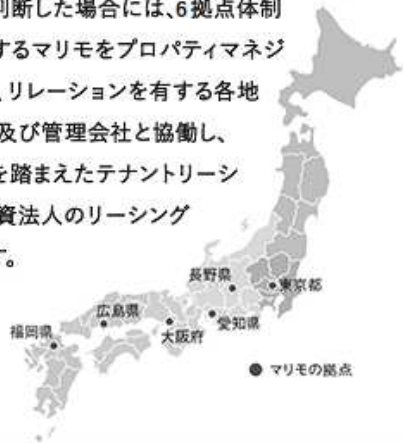 判断した場合には、6拠点体制
するマリモをプロパティマネジ
、リレーションを有する各地
及び管理会社と協働し、
を踏まえたテナントリーシ
資法人のリーシング
す。
長野県
東京都
広島県
愛知県
福岡県
大阪府
● マリモの拠点